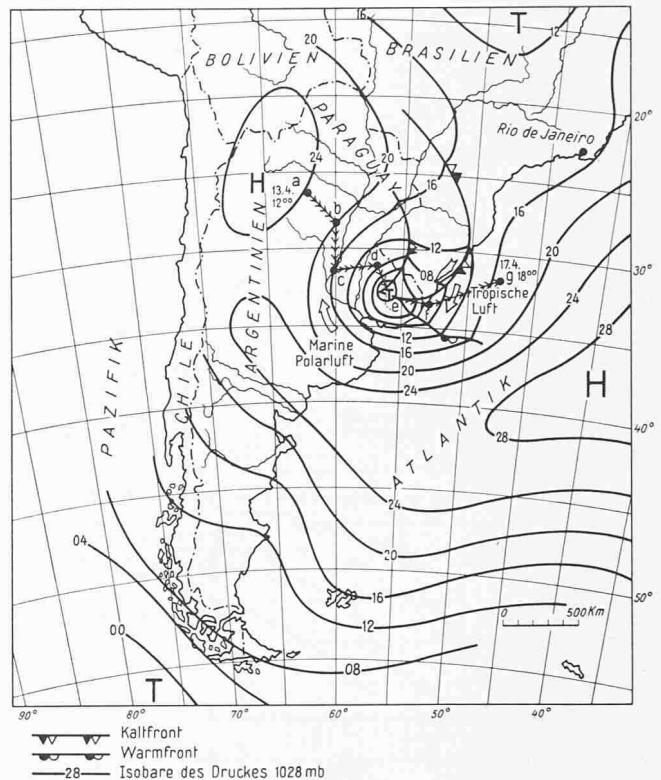 16
T
12
20
BOLIVIEN
BRASILIEN
20°
Rio de Janeiro
PARAGUAY
24
28
H
a
13.4.
12⁰⁰
b
16
16
20
12
30°
17.4.
g 18⁰⁰
d
c
08
20
Tropische
Luft
24
T
e
28
ARGENTINIEN
Marine
Polarluft
12
16
20
24
H
PAZIFIK
CHILE
ATLANTIK
28
40°
24
04
20
16
50°
12
0 500 Km
00
08
T
90° 80° 70° 60° 50° 40°
Kaltfront
Warmfront
28 Isobare des Druckes 1028 mb